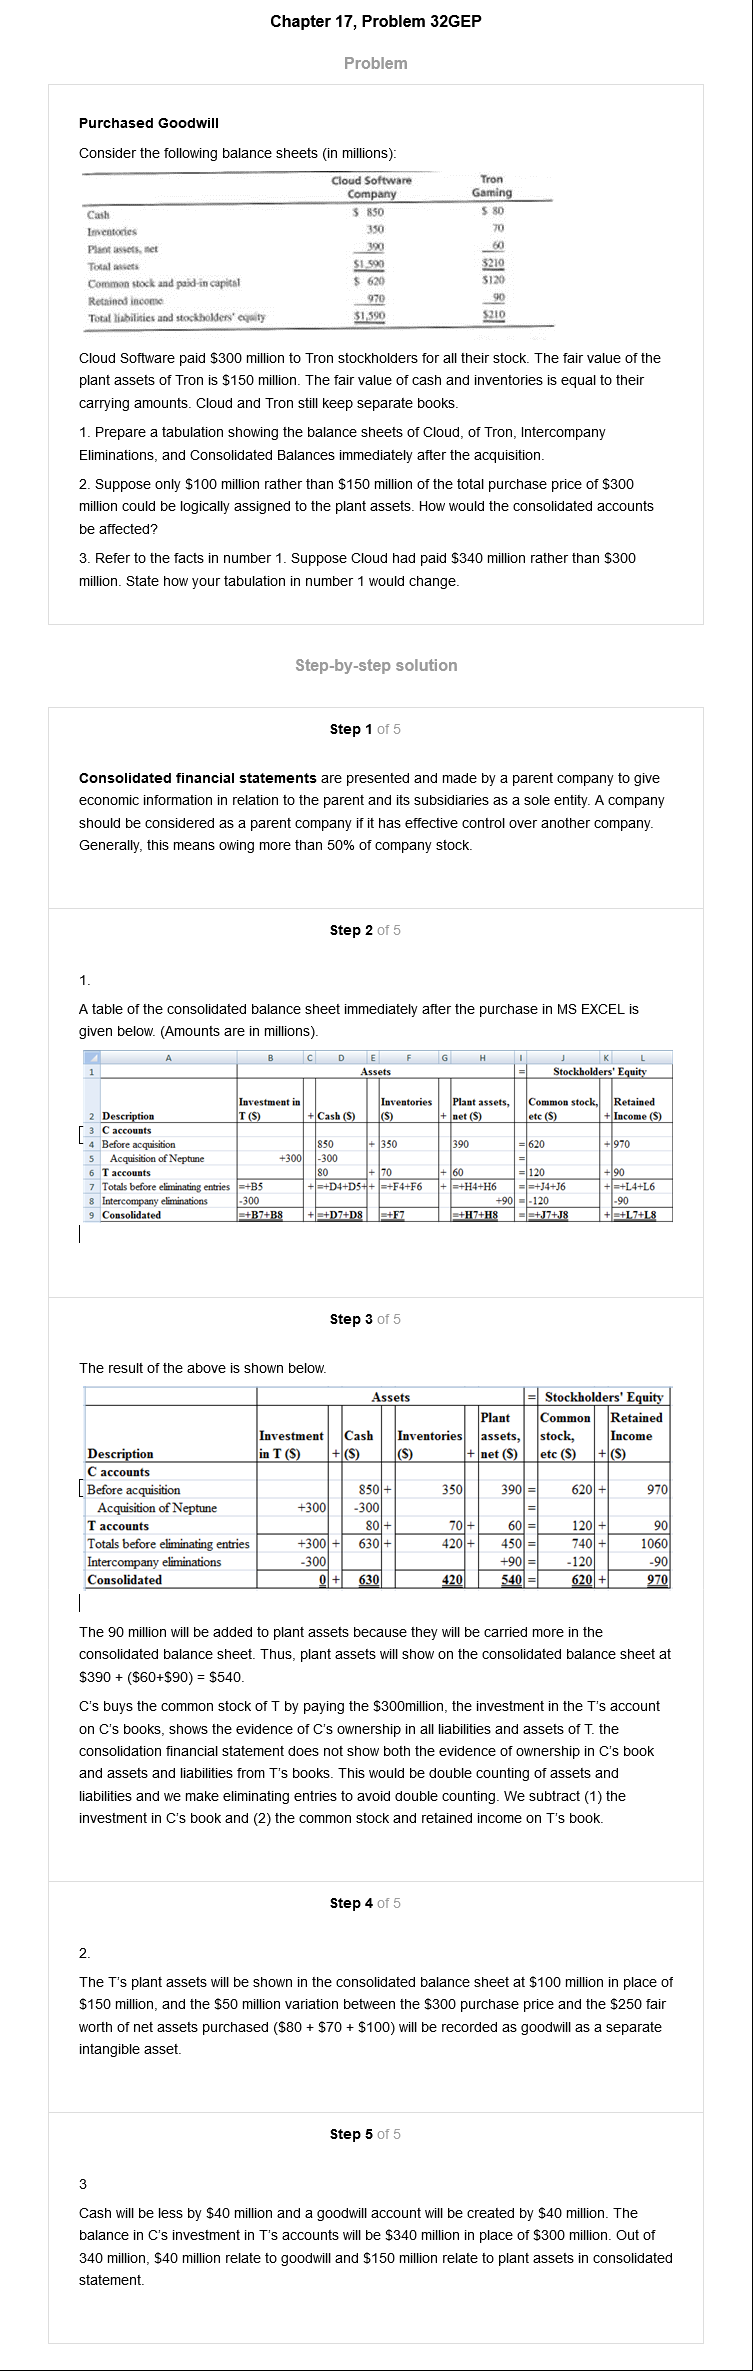 Chapter 17, Problem 32GEP
Problem
Purchased Goodwill
Consider the following balance sheets (in millions):
Cloud Software Company Tron Gaming
Cash $ 850 $ 80
Inventories 350 70
Plant assets, net 390 60
Total assets $1,590 $210
Common stock and paid-in capital $ 620 $120
Retained income 970 90
Total liabilities and stockholders' equity $1,590 $210
Cloud Software paid $300 million to Tron stockholders for all their stock. The fair value of the
plant assets of Tron is $150 million. The fair value of cash and inventories is equal to their
carrying amounts. Cloud and Tron still keep separate books.
1. Prepare a tabulation showing the balance sheets of Cloud, of Tron, Intercompany
Eliminations, and Consolidated Balances immediately after the acquisition.
2. Suppose only $100 million rather than $150 million of the total purchase price of $300
million could be logically assigned to the plant assets. How would the consolidated accounts
be affected?
3. Refer to the facts in number 1. Suppose Cloud had paid $340 million rather than $300
million. State how your tabulation in number 1 would change.
Step-by-step solution
Step 1 of 5
Consolidated financial statements are presented and made by a parent company to give
economic information in relation to the parent and its subsidiaries as a sole entity. A company
should be considered as a parent company if it has effective control over another company.
Generally, this means owing more than 50% of company stock.
Step 2 of 5
1.
A table of the consolidated balance sheet immediately after the purchase in MS EXCEL is
given below. (Amounts are in millions).
A B C D E F G H I J K L
1 Assets = Stockholders' Equity
2 Description Investment in T ($) + Cash ($) Inventories ($) + Plant assets, net ($) Common stock, etc ($) + Retained Income ($)
3 C accounts
4 Before acquisition 850 + 350 390 = 620 + 970
5 Acquisition of Neptune +300 -300 =
6 T accounts 80 + 70 + 60 = 120 + 90
7 Totals before eliminating entries =+B5 + =+D4+D5+ + =+F4+F6 + =+H4+H6 = =+J4+J6 + =+L4+L6
8 Intercompany eliminations -300 +90 = -120 -90
9 Consolidated =+B7+B8 + =+D7+D8 =+F7 =+H7+H8 = =+J7+J8 + =+L7+L8
Step 3 of 5
The result of the above is shown below.
Assets = Stockholders' Equity
Description Investment in T ($) + Cash ($) Inventories ($) + Plant assets, net ($) Common stock, etc ($) + Retained Income ($)
C accounts
Before acquisition 850 + 350 390 = 620 + 970
Acquisition of Neptune +300 -300 =
T accounts 80 + 70 + 60 = 120 + 90
Totals before eliminating entries +300 + 630 + 420 + 450 = 740 + 1060
Intercompany eliminations -300 +90 = -120 -90
Consolidated 0 + 630 420 540 = 620 + 970
The 90 million will be added to plant assets because they will be carried more in the
consolidated balance sheet. Thus, plant assets will show on the consolidated balance sheet at
$390 + ($60+$90) = $540.
C's buys the common stock of T by paying the $300million, the investment in the T's account
on C's books, shows the evidence of C's ownership in all liabilities and assets of T. the
consolidation financial statement does not show both the evidence of ownership in C's book
and assets and liabilities from T's books. This would be double counting of assets and
liabilities and we make eliminating entries to avoid double counting. We subtract (1) the
investment in C's book and (2) the common stock and retained income on T's book.
Step 4 of 5
2.
The T's plant assets will be shown in the consolidated balance sheet at $100 million in place of
$150 million, and the $50 million variation between the $300 purchase price and the $250 fair
worth of net assets purchased ($80 + $70 + $100) will be recorded as goodwill as a separate
intangible asset.
Step 5 of 5
3
Cash will be less by $40 million and a goodwill account will be created by $40 million. The
balance in C's investment in T's accounts will be $340 million in place of $300 million. Out of
340 million, $40 million relate to goodwill and $150 million relate to plant assets in consolidated
statement.